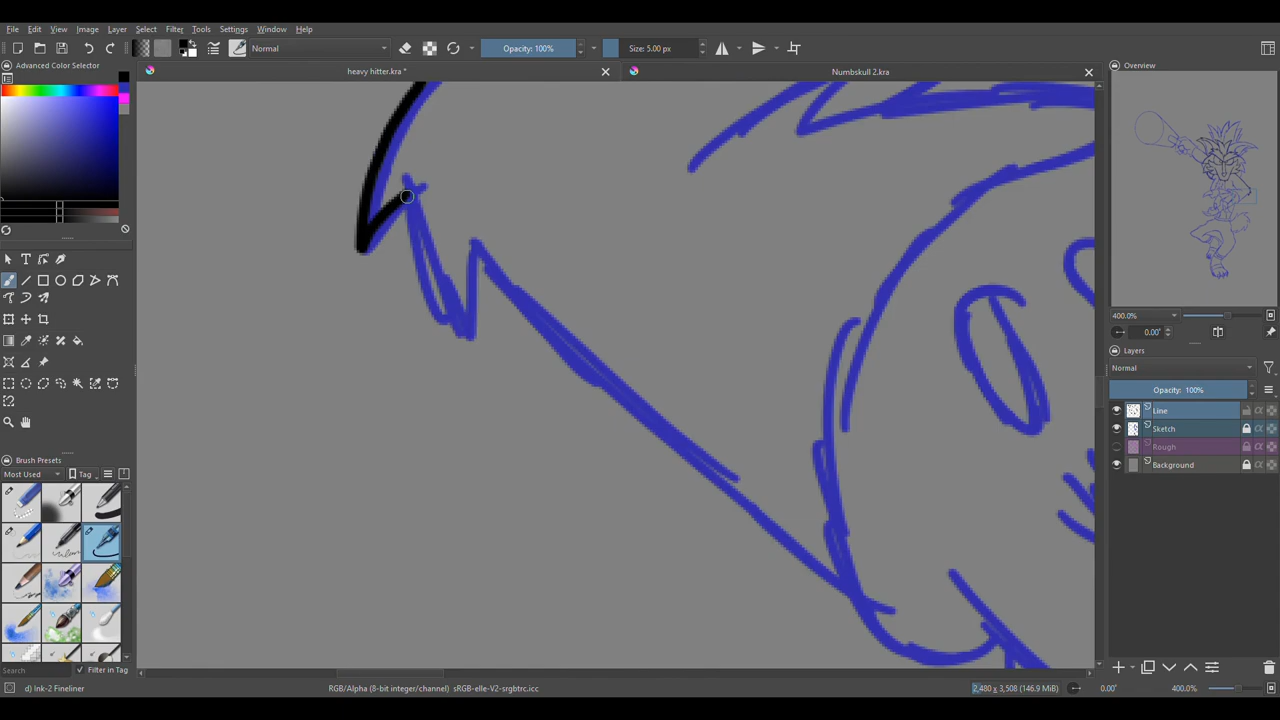 File Edit View Image Layer Select Filter Tools Settings Window Help
Normal Opacity: 100% Size: 5.00 px
Advanced Color Selector
heavy hitter.kra *
Numbskull 2.kra
Overview
400.0%
0.00°
Layers
Normal
Opacity: 100%
Line
Sketch
Rough
Background
Brush Presets
Most Used Tag
Search Filter in Tag
d) Ink-2 Fineliner RGB/Alpha (8-bit integer/channel) sRGB-elle-V2-srgbtrc.icc 2,480 x 3,508 (146.9 MiB) 0.00° 400.0%